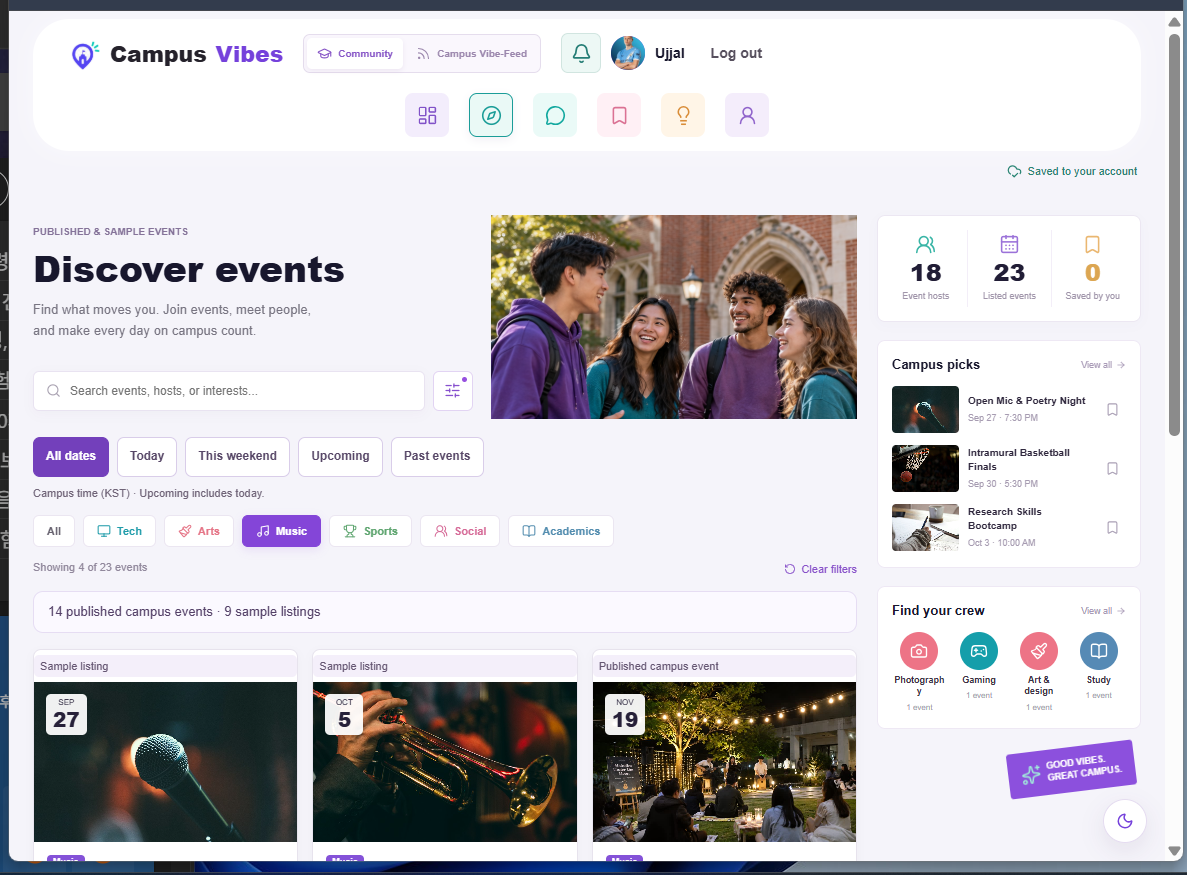 Campus Vibes
Community
Campus Vibe-Feed
Ujjal
Log out
Saved to your account
PUBLISHED & SAMPLE EVENTS
Discover events
Find what moves you. Join events, meet people,
and make every day on campus count.
Search events, hosts, or interests...
All dates
Today
This weekend
Upcoming
Past events
Campus time (KST) · Upcoming includes today.
All
Tech
Arts
Music
Sports
Social
Academics
Showing 4 of 23 events
Clear filters
14 published campus events · 9 sample listings
Sample listing
SEP
27
Music
Sample listing
OCT
5
Music
Published campus event
NOV
19
Music
18
Event hosts
23
Listed events
0
Saved by you
Campus picks
View all →
Open Mic & Poetry Night
Sep 27 · 7:30 PM
Intramural Basketball
Finals
Sep 30 · 5:30 PM
Research Skills
Bootcamp
Oct 3 · 10:00 AM
Find your crew
View all →
Photograph
y
1 event
Gaming
1 event
Art &
design
1 event
Study
1 event
GOOD VIBES.
GREAT CAMPUS.